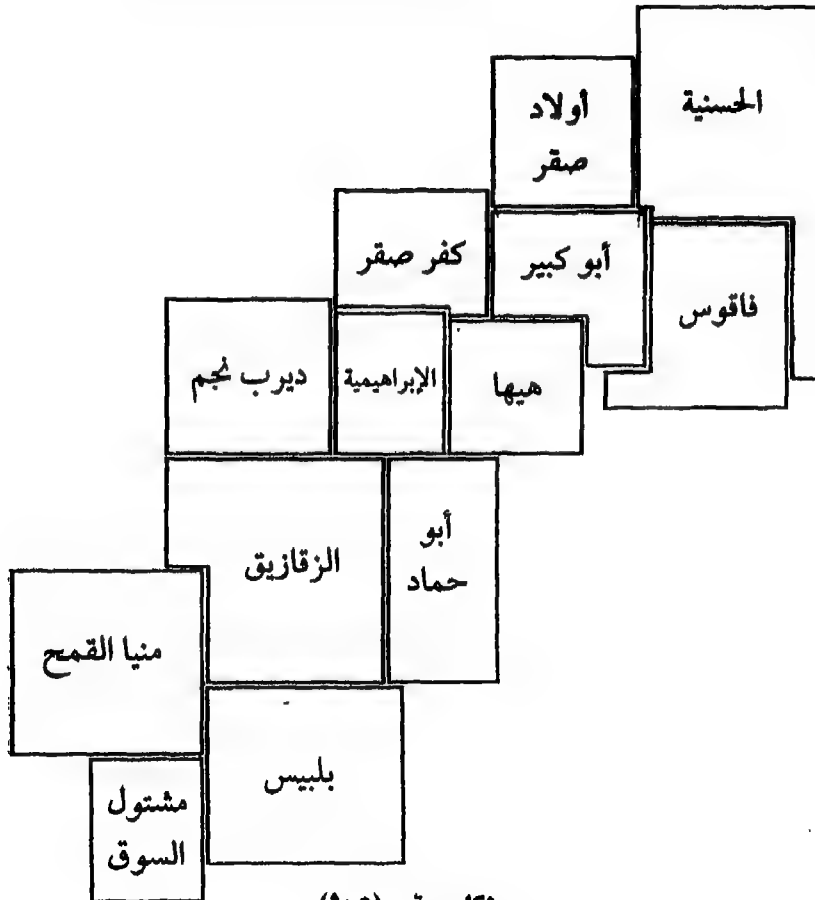 الحسنية
أولاد
صقر
كفر صقر
أبو كبير
فاقوس
ديرب نجم
الإبراهيمية
هيها
الزقازيق
أبو
حماد
منيا القمح
بلبيس
مشتول
السوق